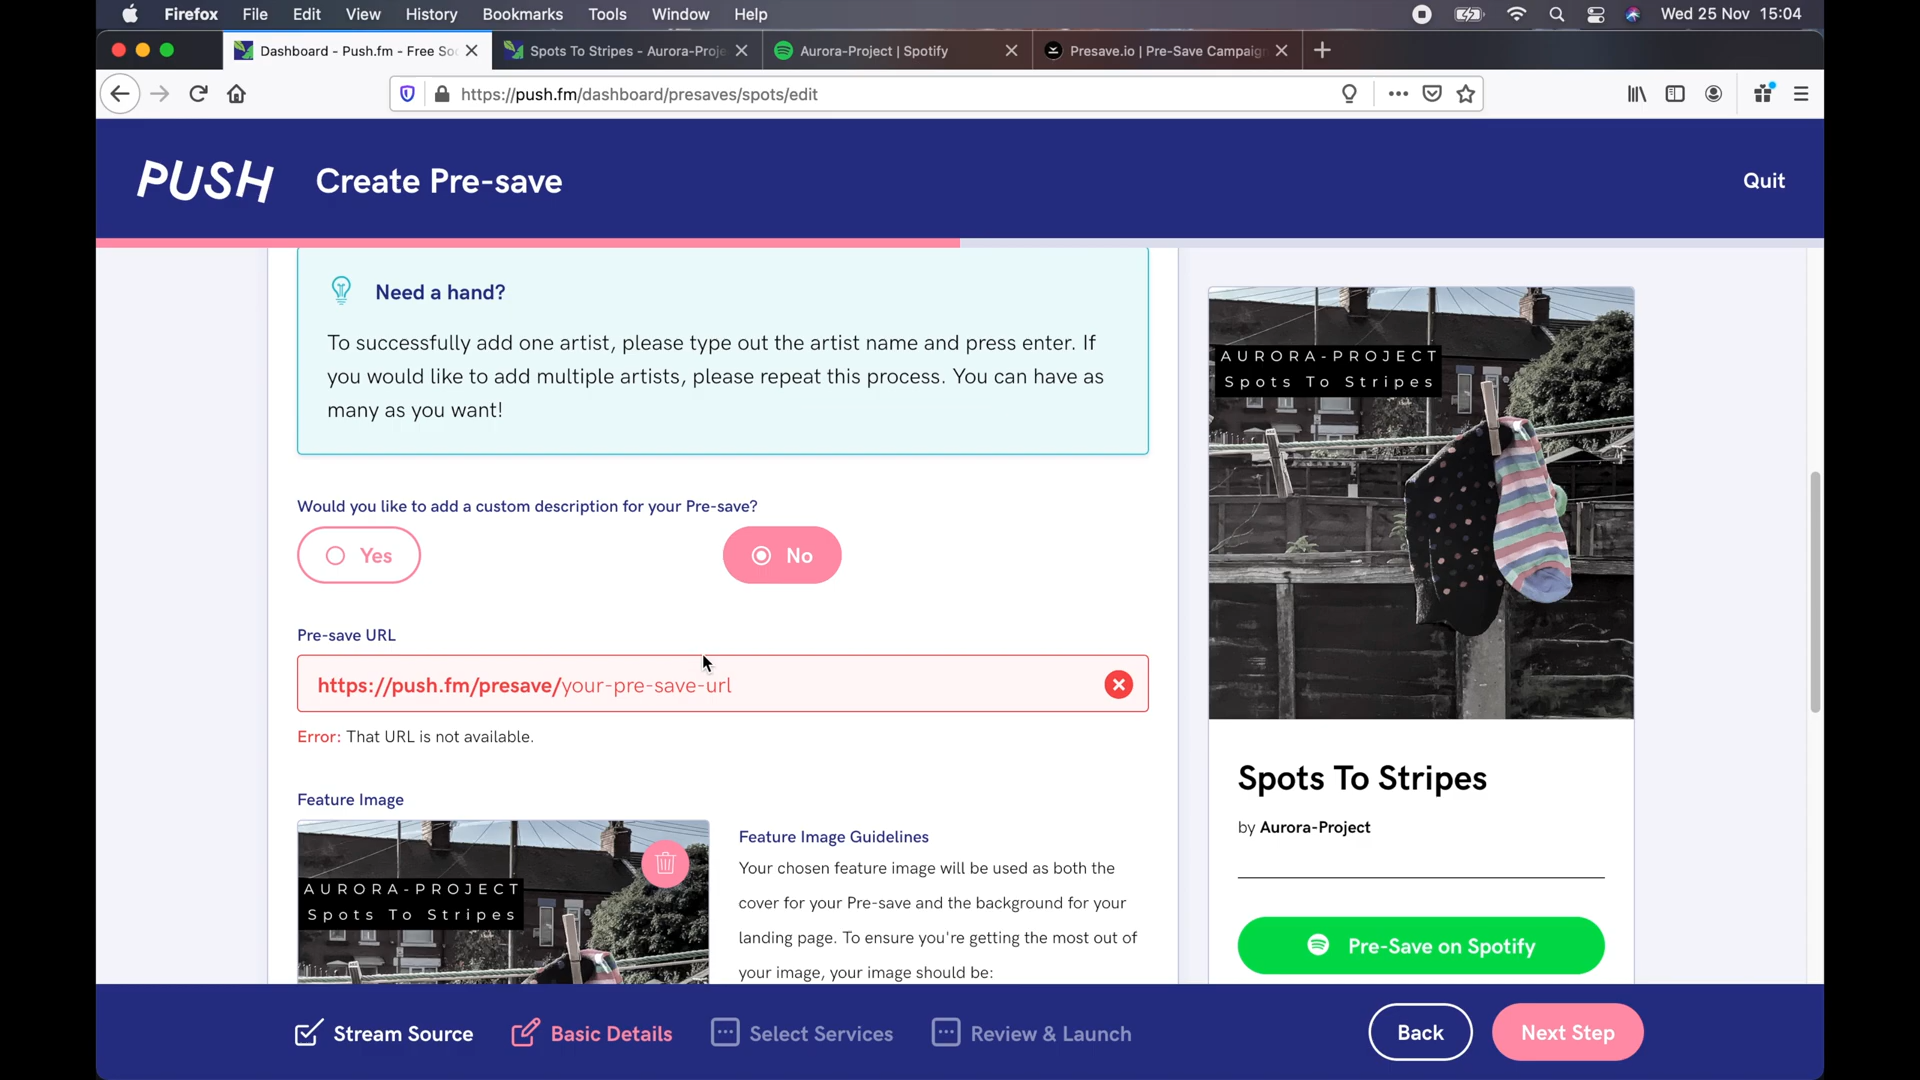 Firefox File Edit View History Bookmarks Tools Window Help Wed 25 Nov 15:04
Dashboard - Push.fm - Free Soc
Spots To Stripes - Aurora-Proje
Aurora-Project | Spotify
Presave.io | Pre-Save Campaign
https://push.fm/dashboard/presaves/spots/edit
PUSH Create Pre-save Quit
Need a hand?
To successfully add one artist, please type out the artist name and press enter. If
you would like to add multiple artists, please repeat this process. You can have as
many as you want!
Would you like to add a custom description for your Pre-save?
Yes No
Pre-save URL
https://push.fm/presave/your-pre-save-url
Error: That URL is not available.
Feature Image
AURORA-PROJECT
Spots To Stripes
Feature Image Guidelines
Your chosen feature image will be used as both the
cover for your Pre-save and the background for your
landing page. To ensure you're getting the most out of
your image, your image should be:
AURORA-PROJECT
Spots To Stripes
Spots To Stripes
by Aurora-Project
Pre-Save on Spotify
Stream Source Basic Details Select Services Review & Launch Back Next Step